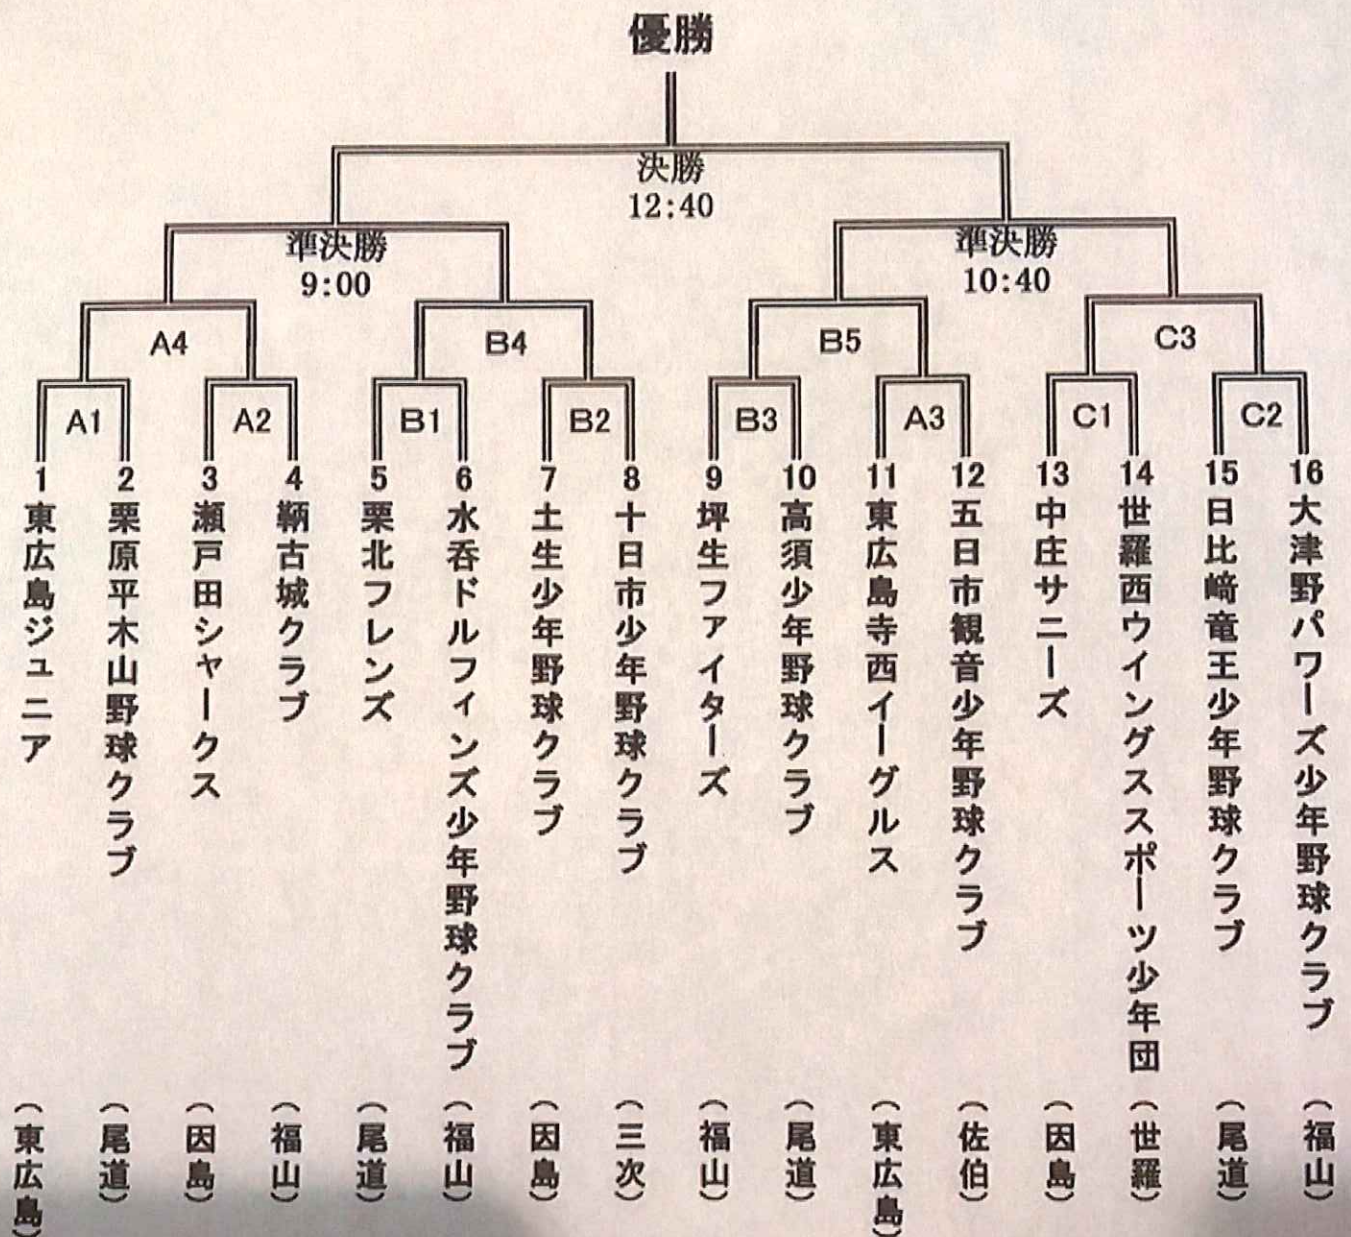 優勝
決勝
12:40
準決勝
9:00
準決勝
10:40
A4
B4
B5
C3
A1
A2
B1
B2
B3
A3
C1
C2
1 東広島ジュニア (東広島)
2 栗原平木山野球クラブ (尾道)
3 瀬戸田シャークス (因島)
4 鞆古城クラブ (福山)
5 栗北フレンズ (尾道)
6 水呑ドルフィンズ少年野球クラブ (福山)
7 土生少年野球クラブ (因島)
8 十日市少年野球クラブ (三次)
9 坪生ファイターズ (福山)
10 高須少年野球クラブ (尾道)
11 東広島寺西イーグルス (東広島)
12 五日市観音少年野球クラブ (佐伯)
13 中庄サニーズ (因島)
14 世羅西ウイングススポーツ少年団 (世羅)
15 日比﨑竜王少年野球クラブ (尾道)
16 大津野パワーズ少年野球クラブ (福山)